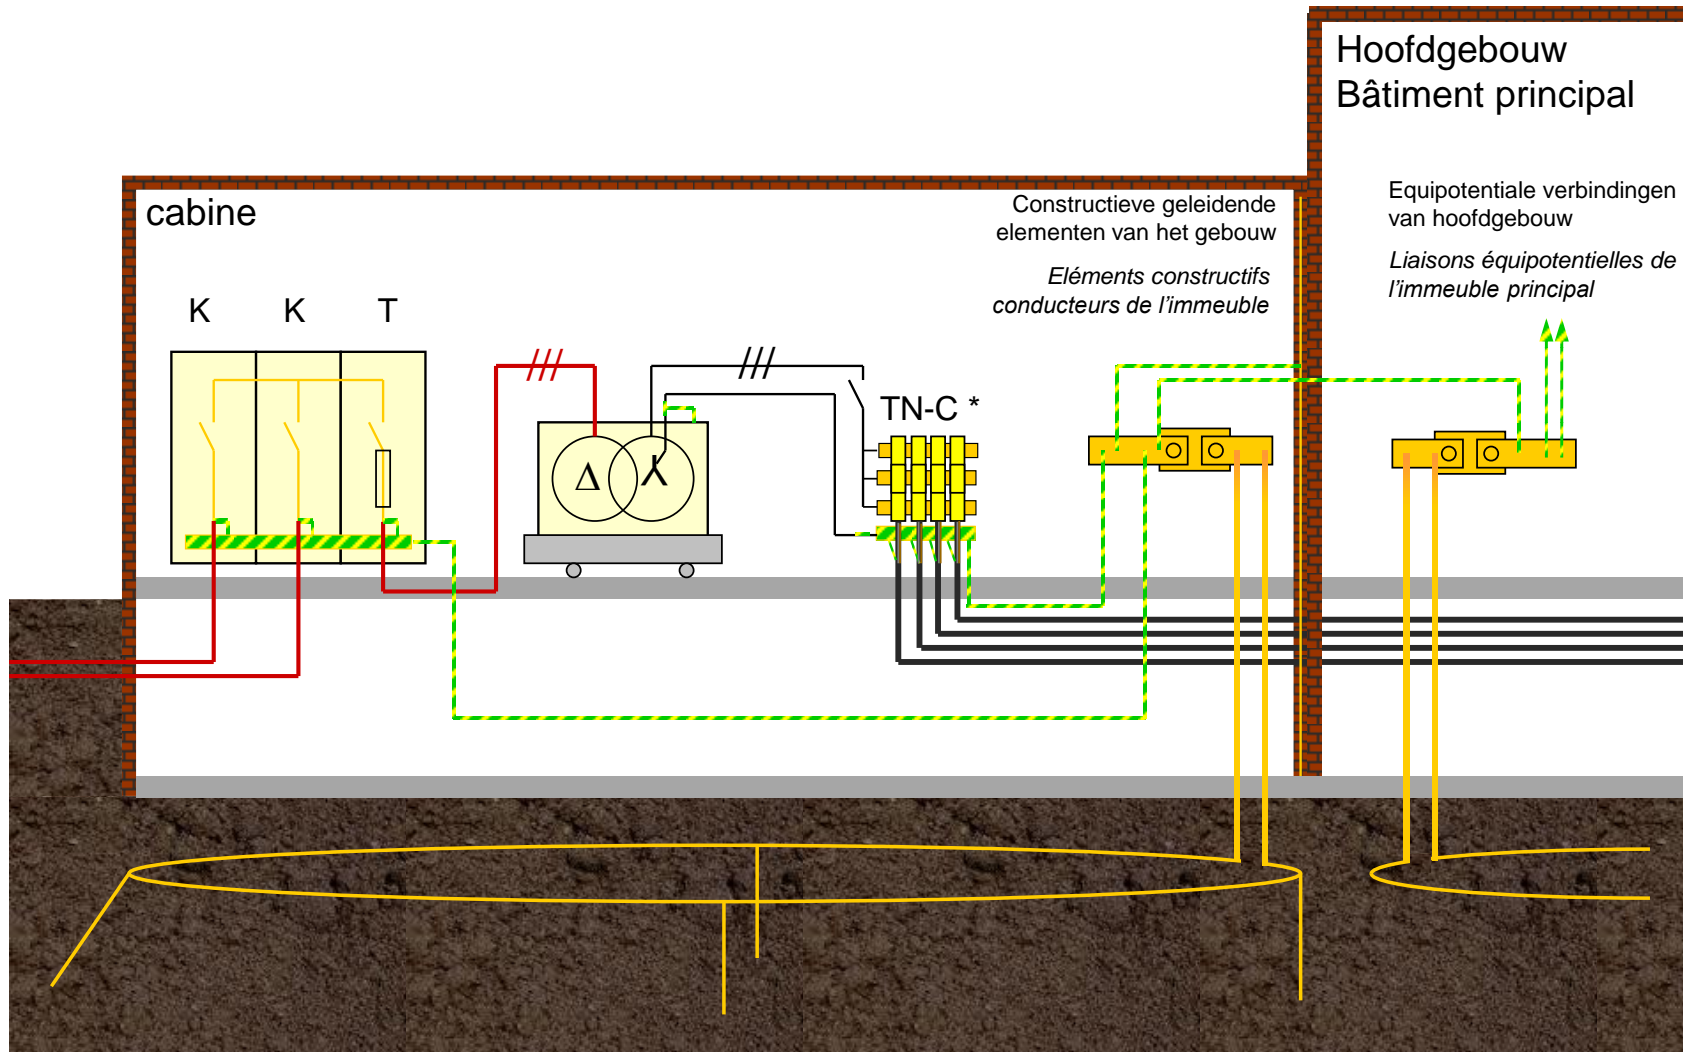 Hoofdgebouw
Bâtiment principal
cabine
Constructieve geleidende
elementen van het gebouw
Eléments constructifs
conducteurs de l’immeuble
Equipotentiale verbindingen
van hoofdgebouw
Liaisons équipotentielles de
l’immeuble principal
K K T
TN-C *
Δ